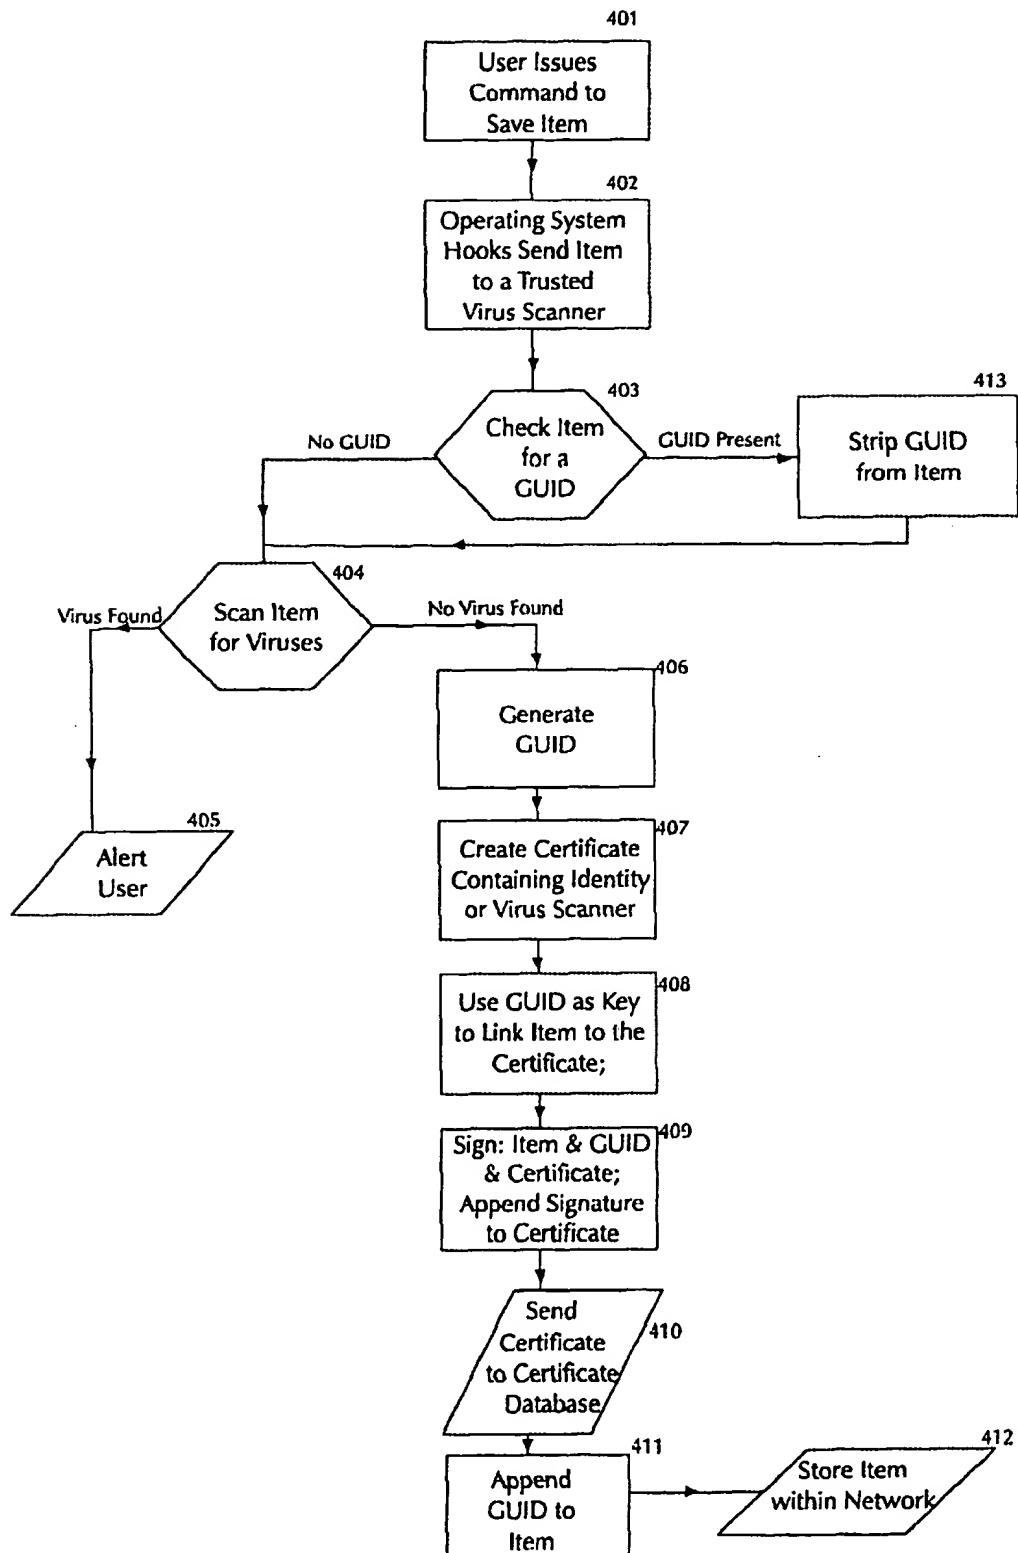 401
User Issues
Command to
Save Item
402
Operating System
Hooks Send Item
to a Trusted
Virus Scanner
403
Check Item
for a
GUID
No GUID
GUID Present
413
Strip GUID
from Item
404
Scan Item
for Viruses
Virus Found
No Virus Found
405
Alert
User
406
Generate
GUID
407
Create Certificate
Containing Identity
or Virus Scanner
408
Use GUID as Key
to Link Item to the
Certificate;
409
Sign: Item & GUID
& Certificate;
Append Signature
to Certificate
410
Send
Certificate
to Certificate
Database
411
Append
GUID to
Item
412
Store Item
within Network